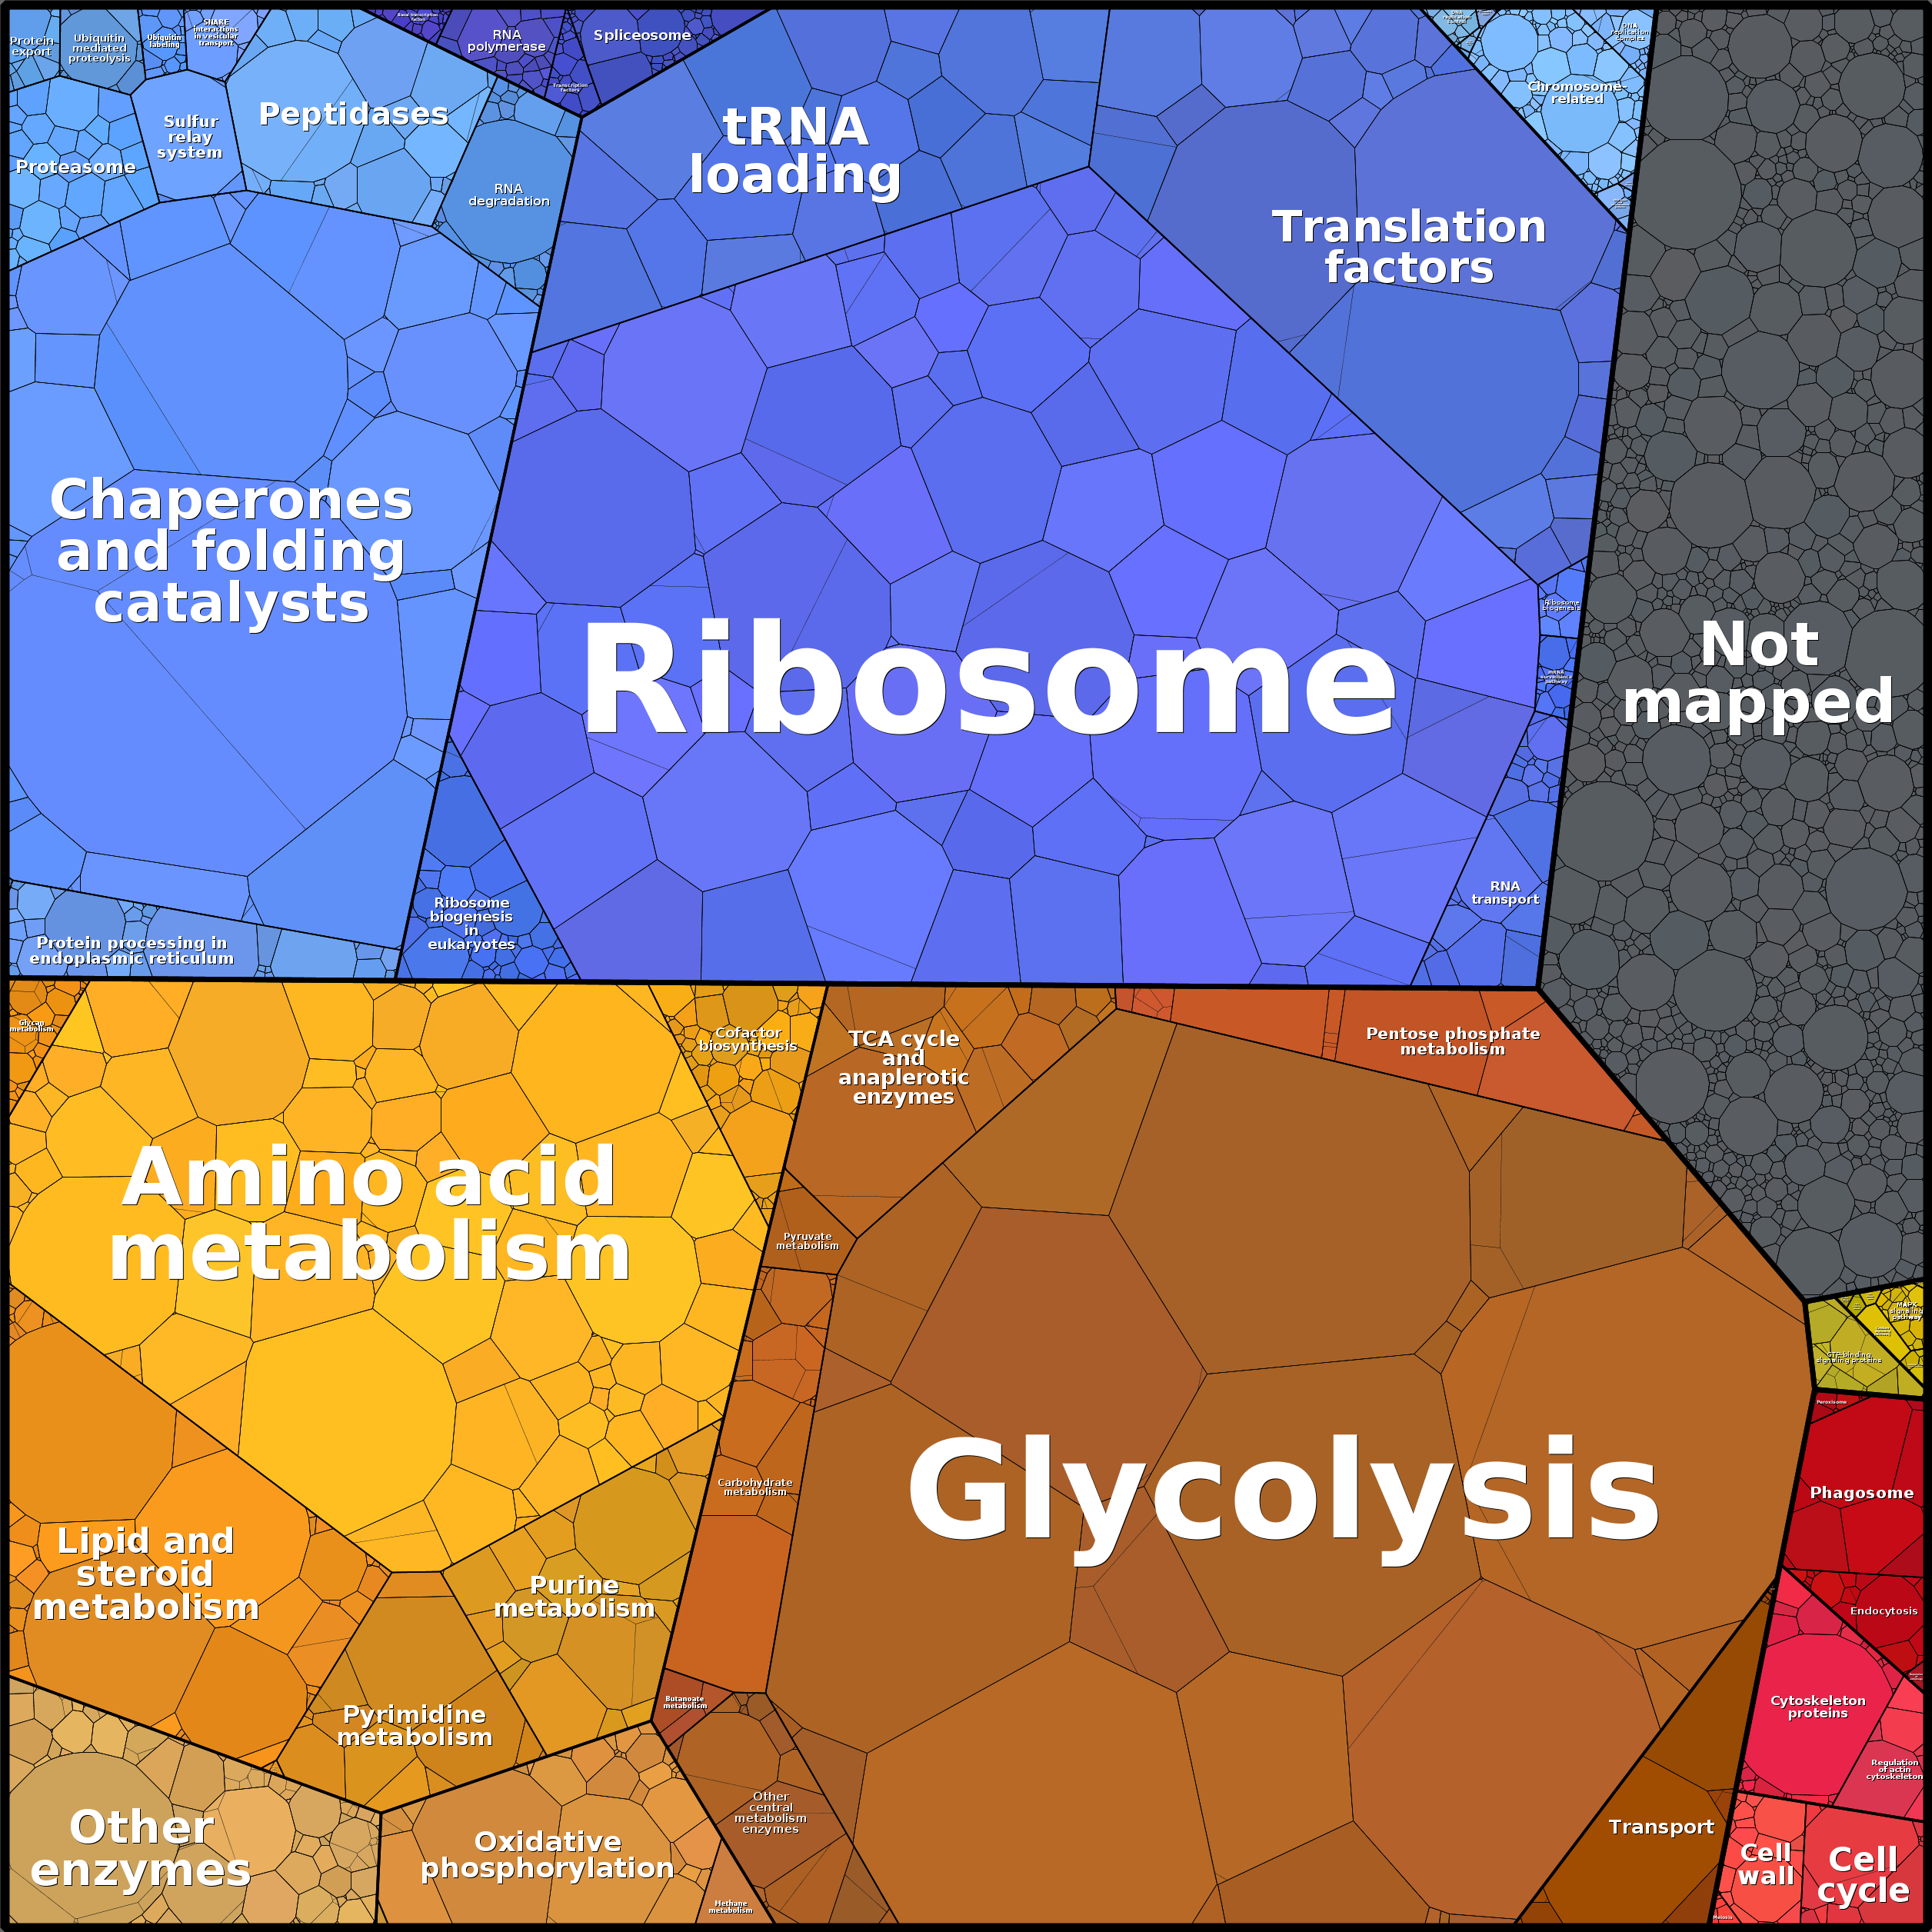 Protein
export
Ubiquitin
mediated
proteolysis
Ubiquitin
labeling
SNARE
interactions
in vesicular
transport
RNA
polymerase
Spliceosome
Transcription
factors
Peptidases
Sulfur
relay
system
Proteasome
RNA
degradation
tRNA
loading
Translation
factors
Chromosome-
related
DNA
replication
complex
Chaperones
and folding
catalysts
Ribosome
Ribosome
biogenesis
Not
mapped
RNA
transport
Ribosome
biogenesis
in
eukaryotes
Protein processing in
endoplasmic reticulum
Glycan
metabolism
Cofactor
biosynthesis
TCA cycle
and
anaplerotic
enzymes
Pentose phosphate
metabolism
Amino acid
metabolism
Pyruvate
metabolism
MAPK
signaling
pathway
GTP-binding
signaling proteins
Peroxisome
Carbohydrate
metabolism
Glycolysis
Phagosome
Endocytosis
Lipid and
steroid
metabolism
Purine
metabolism
Pyrimidine
metabolism
Butanoate
metabolism
Cytoskeleton
proteins
Regulation
of actin
cytoskeleton
Other
enzymes
Oxidative
phosphorylation
Other
central
metabolism
enzymes
Methane
metabolism
Transport
Cell
wall
Cell
cycle